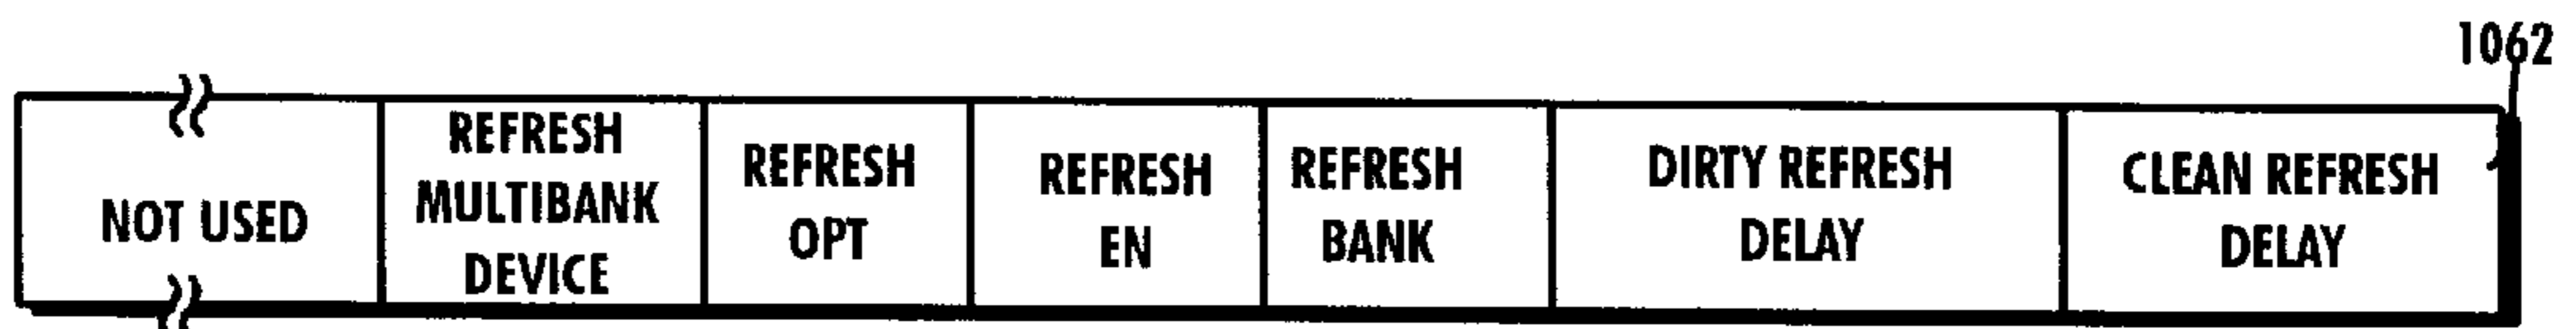 1062
NOT USED
REFRESH
MULTIBANK
DEVICE
REFRESH
OPT
REFRESH
EN
REFRESH
BANK
DIRTY REFRESH
DELAY
CLEAN REFRESH
DELAY